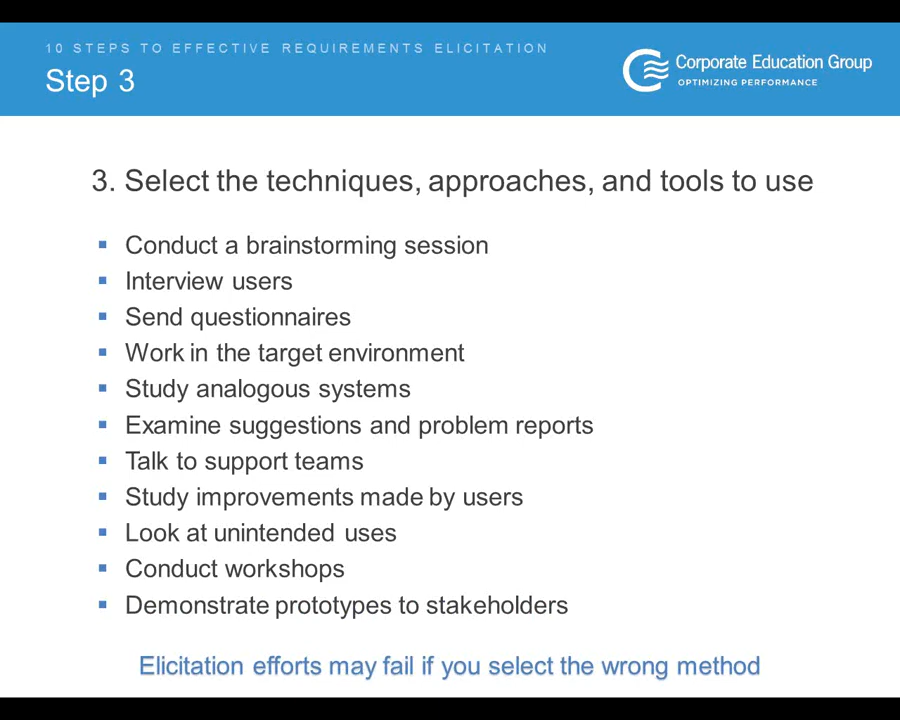 10 STEPS TO EFFECTIVE REQUIREMENTS ELICITATION
Step 3
Corporate Education Group
OPTIMIZING PERFORMANCE
3. Select the techniques, approaches, and tools to use
▪ Conduct a brainstorming session
▪ Interview users
▪ Send questionnaires
▪ Work in the target environment
▪ Study analogous systems
▪ Examine suggestions and problem reports
▪ Talk to support teams
▪ Study improvements made by users
▪ Look at unintended uses
▪ Conduct workshops
▪ Demonstrate prototypes to stakeholders
Elicitation efforts may fail if you select the wrong method